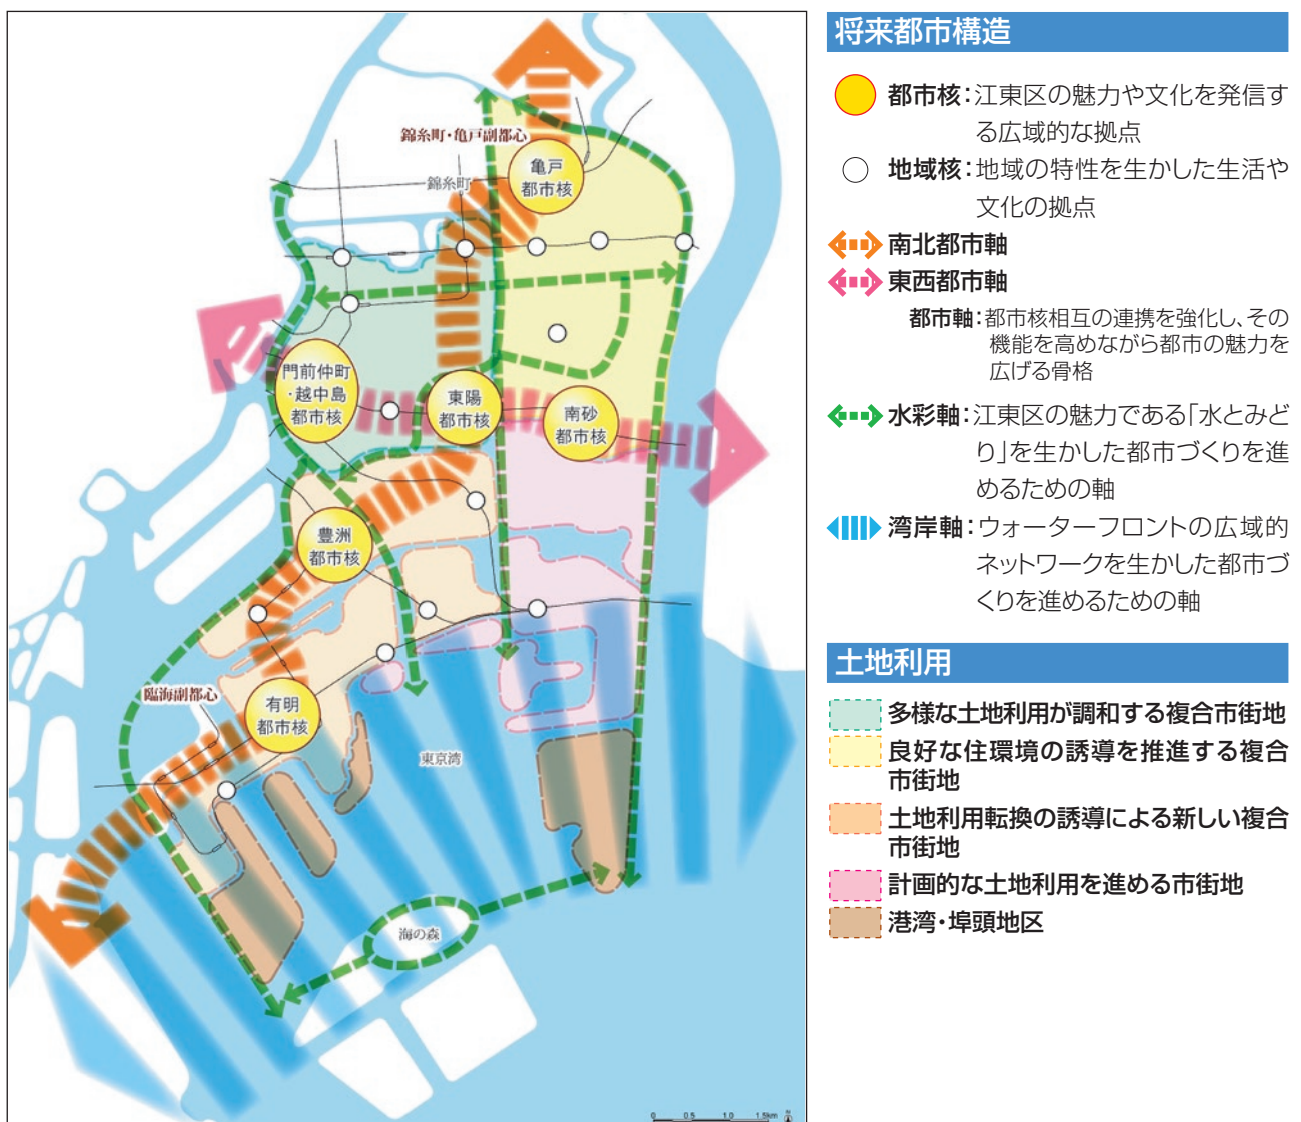 錦糸町・亀戸副都心
錦糸町
亀戸
都市核
門前仲町
・越中島
都市核
東陽
都市核
南砂
都市核
豊洲
都市核
臨海副都心
有明
都市核
東京湾
海の森
0 0.5 1.0 1.5km
N
将来都市構造
都市核：江東区の魅力や文化を発信す
る広域的な拠点
地域核：地域の特性を生かした生活や
文化の拠点
南北都市軸
東西都市軸
都市軸：都市核相互の連携を強化し、その
機能を高めながら都市の魅力を
広げる骨格
水彩軸：江東区の魅力である「水とみど
り」を生かした都市づくりを進
めるための軸
湾岸軸：ウォーターフロントの広域的
ネットワークを生かした都市づ
くりを進めるための軸
土地利用
多様な土地利用が調和する複合市街地
良好な住環境の誘導を推進する複合
市街地
土地利用転換の誘導による新しい複合
市街地
計画的な土地利用を進める市街地
港湾・埠頭地区